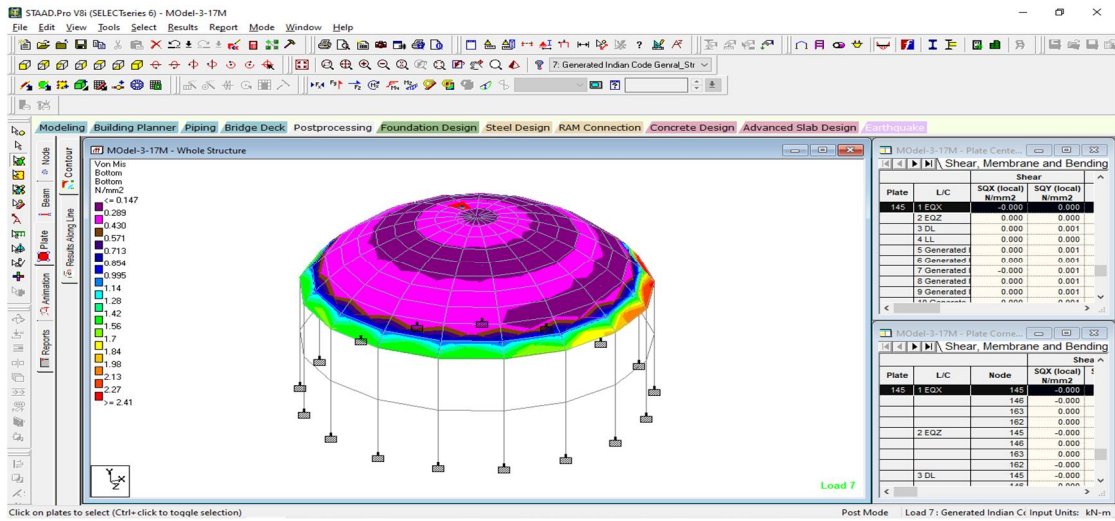 STAAD.Pro V8i (SELECTseries 6) - MOdel-3-17M
File Edit View Tools Select Results Report Mode Window Help
7: Generated Indian Code Genral_Str
Modeling Building Planner Piping Bridge Deck Postprocessing Foundation Design Steel Design RAM Connection Concrete Design Advanced Slab Design Earthquake
Node
Beam
Plate
Animation
Reports
Contour
Results Along Line
MOdel-3-17M - Whole Structure
Von Mis
Bottom
Bottom
N/mm2
<= 0.147
0.289
0.430
0.571
0.713
0.854
0.995
1.14
1.28
1.42
1.56
1.7
1.84
1.98
2.13
2.27
>= 2.41
Y
X
Z
Load 7
MOdel-3-17M - Plate Cente...
Shear, Membrane and Bending
Shear
Plate L/C SQX (local) N/mm2 SQY (local) N/mm2
145 1 EQX -0.000 0.000
2 EQZ 0.000 0.000
3 DL 0.000 0.001
4 LL 0.000 0.000
5 Generated 0.000 0.001
6 Generated 0.000 0.001
7 Generated -0.000 0.001
8 Generated 0.000 0.001
9 Generated 0.000 0.001
MOdel-3-17M - Plate Corne...
Shear, Membrane and Bending
Shea
Plate L/C Node SQX (local) N/mm2
145 1 EQX 145 -0.000
146 -0.000
163 0.000
162 0.000
2 EQZ 145 -0.000
146 0.000
163 0.000
162 -0.000
3 DL 145 -0.000
Click on plates to select (Ctrl+click to toggle selection)
Post Mode Load 7 : Generated Indian Cc Input Units: kN-m